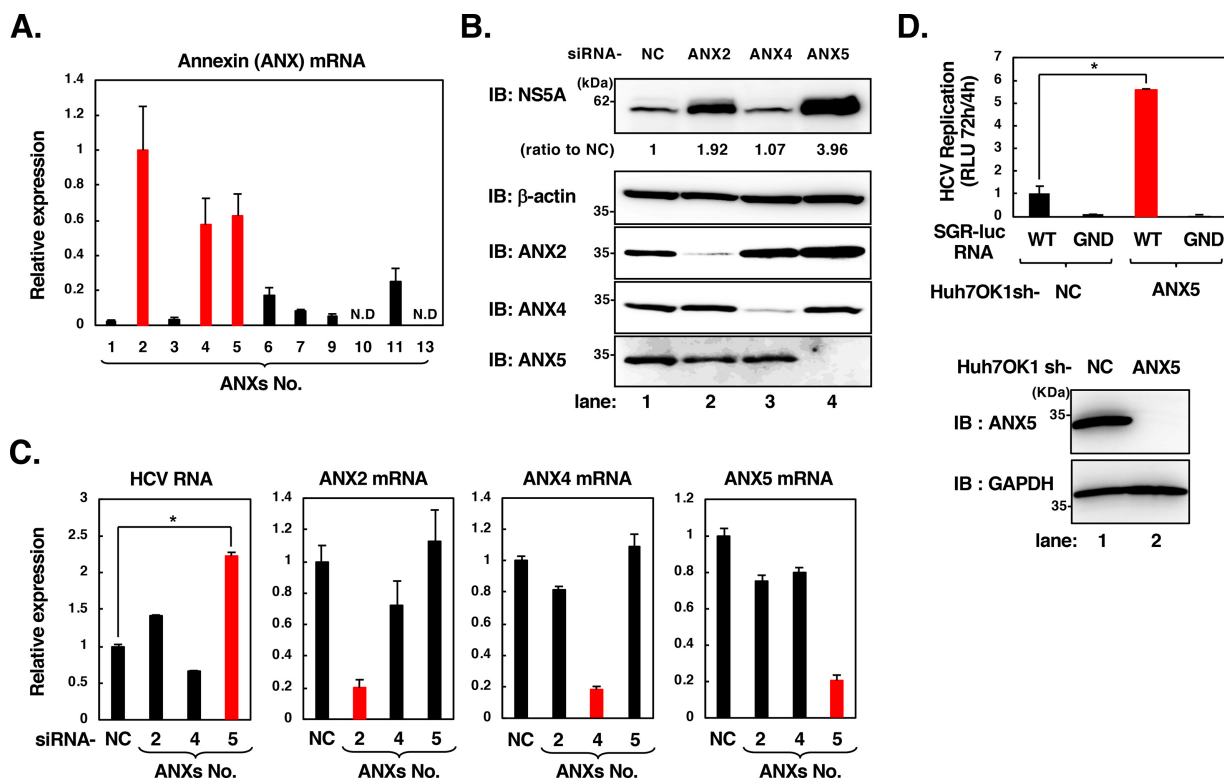 A.
Annexin (ANX) mRNA
Relative expression
1.4
1.2
1
0.8
0.6
0.4
0.2
0
N.D
N.D
1 2 3 4 5 6 7 9 10 11 13
ANXs No.
B.
siRNA- NC ANX2 ANX4 ANX5
(kDa)
IB: NS5A 62
(ratio to NC) 1 1.92 1.07 3.96
IB: β-actin
35
IB: ANX2 35
IB: ANX4 35
IB: ANX5 35
lane: 1 2 3 4
C.
HCV RNA
Relative expression
3
2.5
2
1.5
1
0.5
0
*
siRNA- NC 2 4 5
ANXs No.
ANX2 mRNA
1.4
1.2
1
0.8
0.6
0.4
0.2
0
NC 2 4 5
ANXs No.
ANX4 mRNA
1.4
1.2
1
0.8
0.6
0.4
0.2
0
NC 2 4 5
ANXs No.
ANX5 mRNA
1.2
1
0.8
0.6
0.4
0.2
0
NC 2 4 5
ANXs No.
D.
HCV Replication
(RLU 72h/4h)
7
6
5
4
3
2
1
0
*
SGR-luc
RNA
WT GND WT GND
Huh7OK1sh- NC ANX5
Huh7OK1 sh- NC ANX5
(KDa)
35
IB : ANX5
IB : GAPDH
35
lane: 1 2